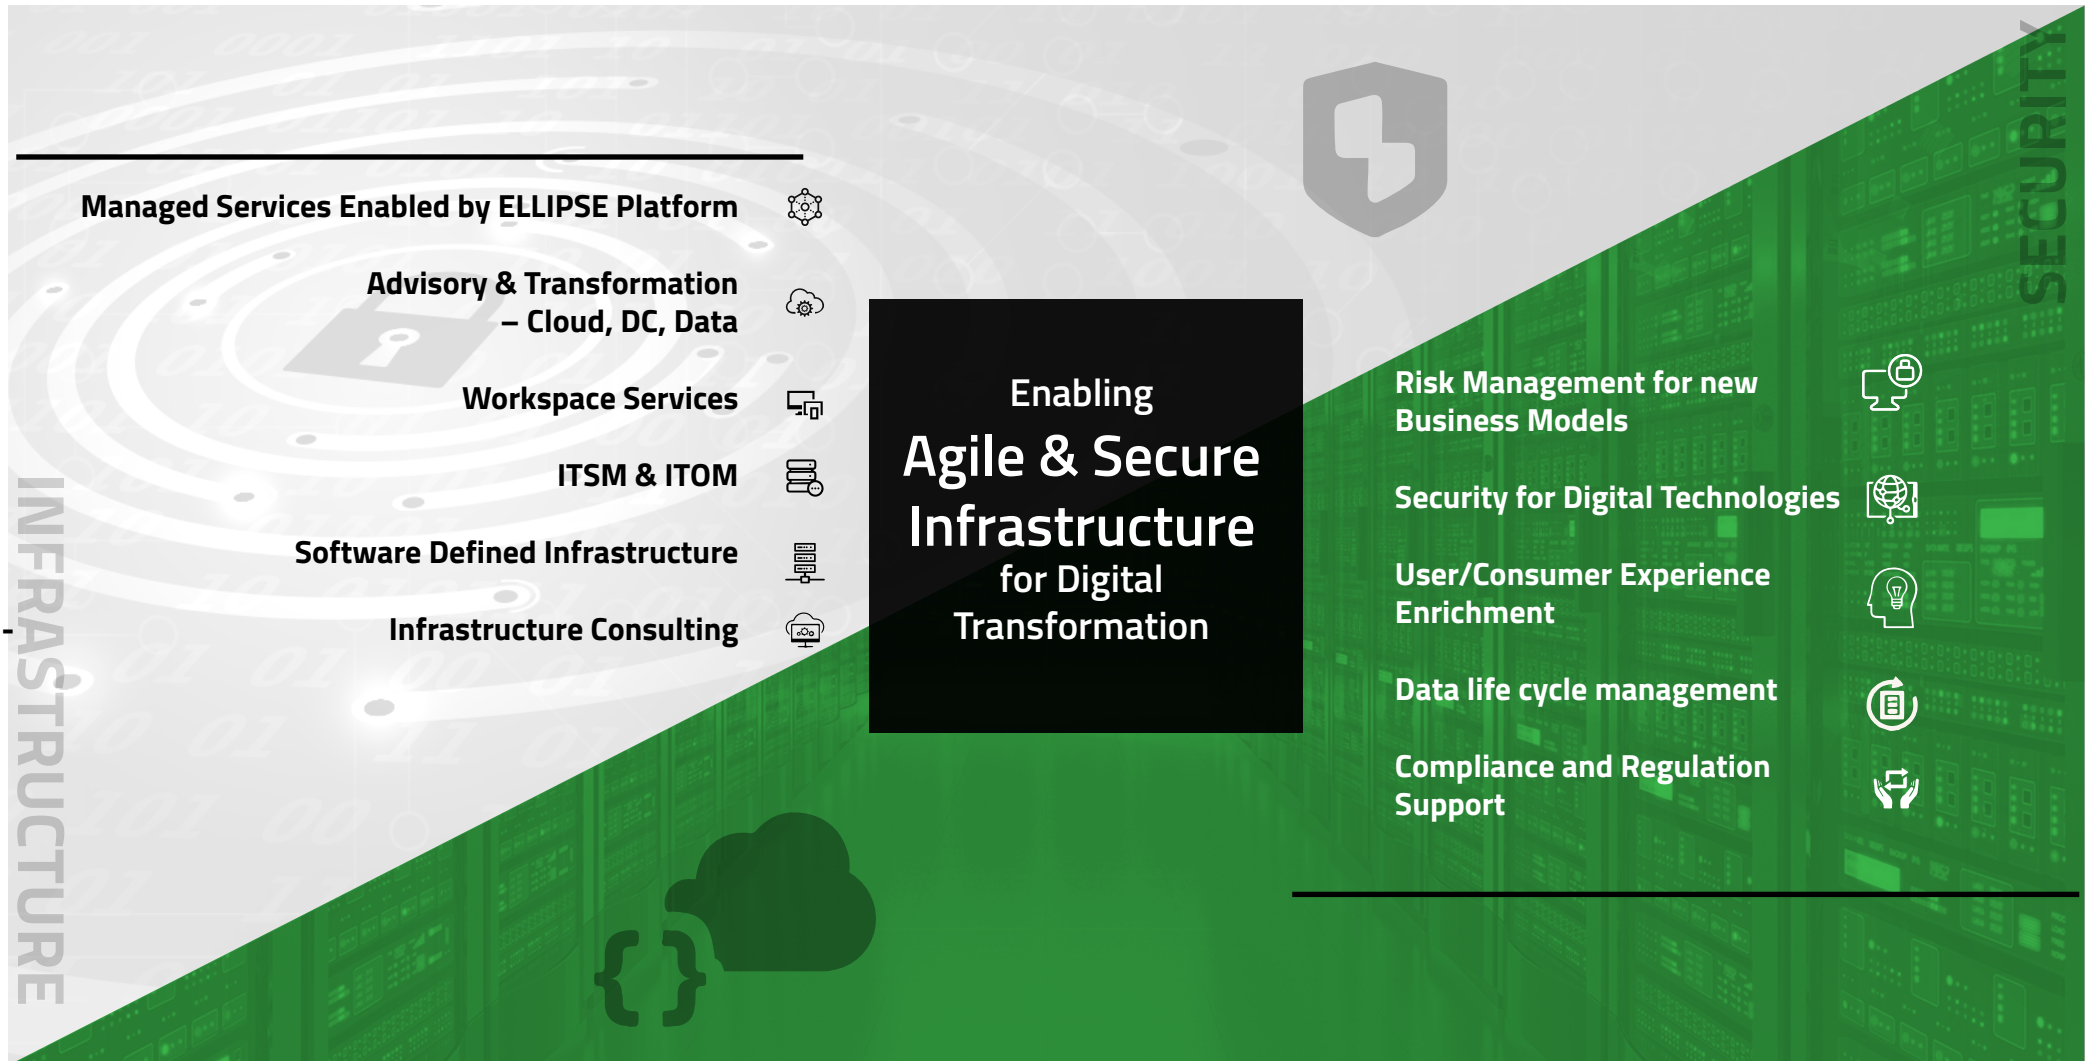 INFRASTRUCTURE
Managed Services Enabled by ELLIPSE Platform
Advisory & Transformation
– Cloud, DC, Data
Workspace Services
ITSM & ITOM
Software Defined Infrastructure
Infrastructure Consulting
-
Enabling
Agile & Secure
Infrastructure
for Digital
Transformation
SECURITY
Risk Management for new
Business Models
Security for Digital Technologies
User/Consumer Experience
Enrichment
Data life cycle management
Compliance and Regulation
Support
{ }